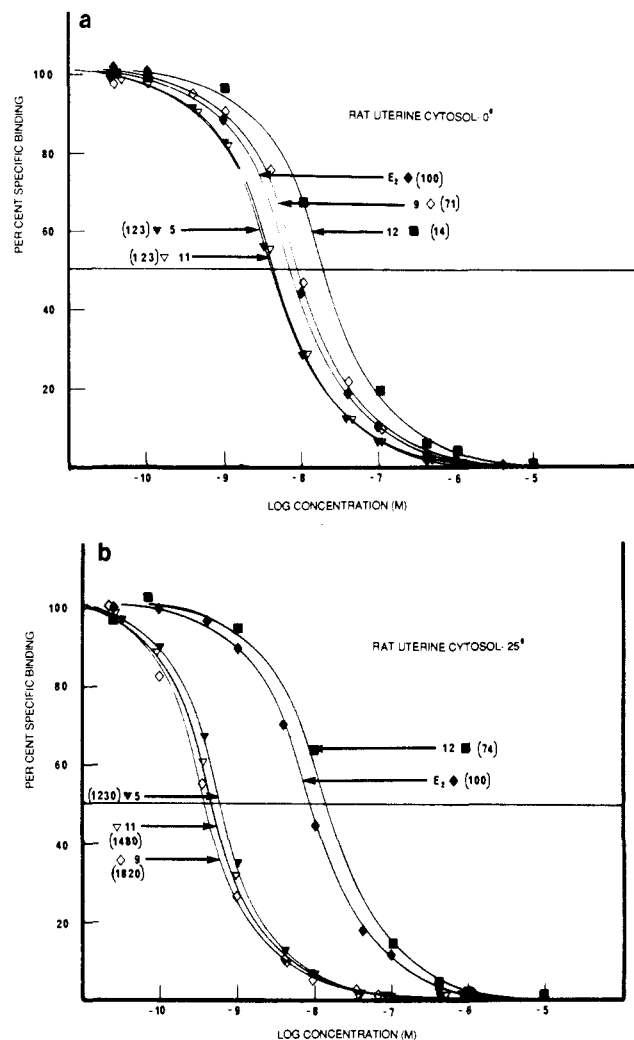 a
100
80
60
40
20
PER CENT SPECIFIC BINDING
RAT UTERINE CYTOSOL- 0°
E₂ ◆ (100)
9 ◇ (71)
(123) ▼ 5
12 ■ (14)
(123) ▽ 11
-10 -9 -8 -7 -6 -5
LOG CONCENTRATION (M)
b
100
80
60
40
20
PER CENT SPECIFIC BINDING
RAT UTERINE CYTOSOL- 25°
12 ■ (74)
E₂ ◆ (100)
(1230) ▼ 5
▽ 11
(1480)
◇ 9
(1820)
-10 -9 -8 -7 -6 -5
LOG CONCENTRATION (M)